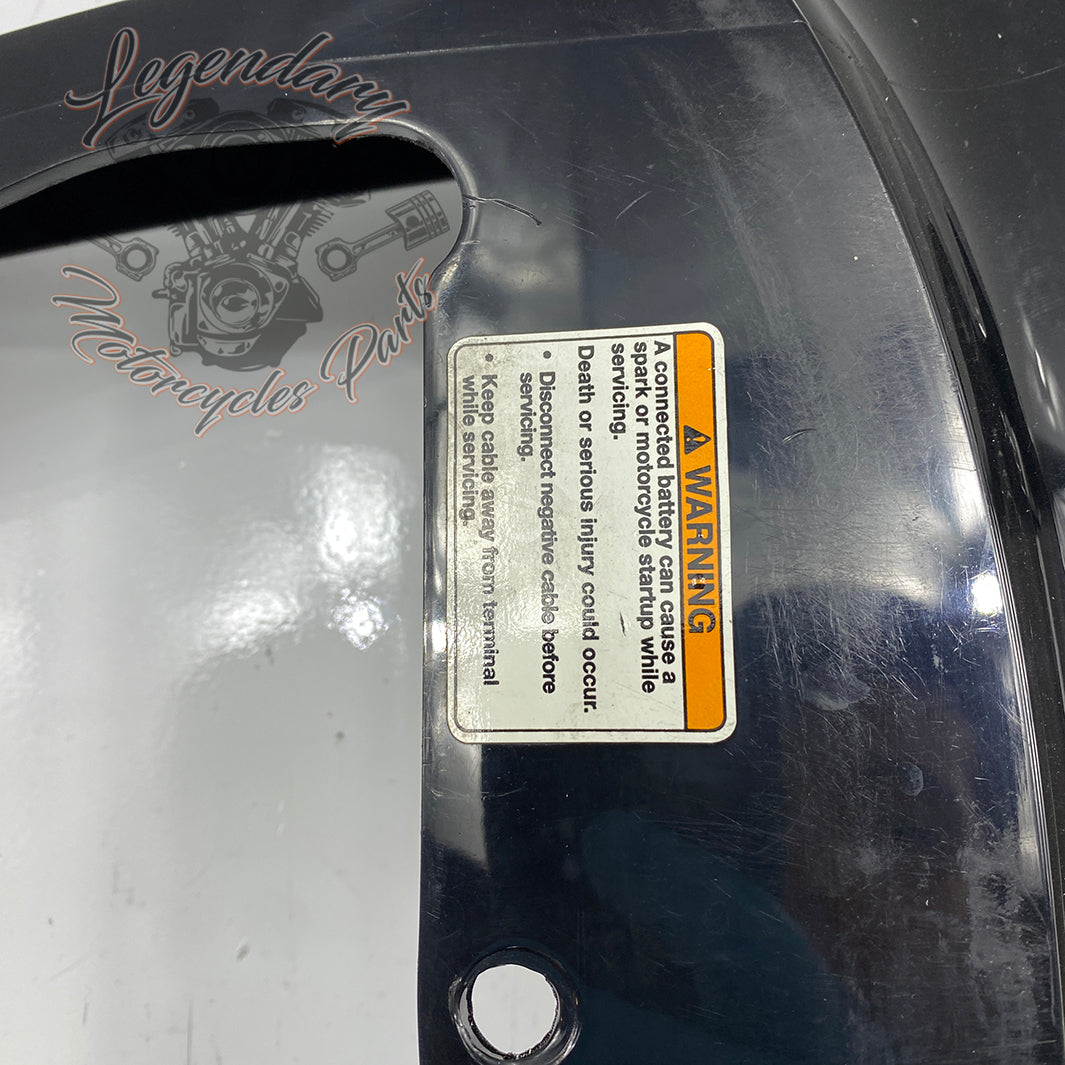 Legendary
Motorcycles Parts
WARNING
A connected battery can cause a
spark or motorcycle startup while
servicing.
Death or serious injury could occur.
• Disconnect negative cable before
servicing.
• Keep cable away from terminal
while servicing.